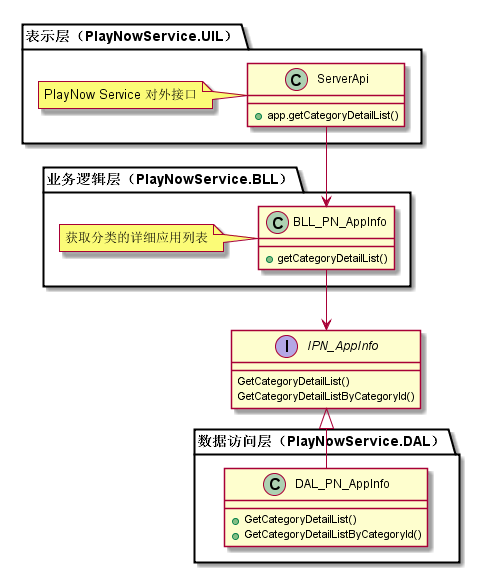 表示层（PlayNowService.UIL）
C ServerApi
PlayNow Service 对外接口
app.getCategoryDetailList()
业务逻辑层（PlayNowService.BLL）
C BLL_PN_AppInfo
获取分类的详细应用列表
getCategoryDetailList()
I IPN_AppInfo
GetCategoryDetailList()
GetCategoryDetailListByCategoryId()
数据访问层（PlayNowService.DAL）
C DAL_PN_AppInfo
GetCategoryDetailList()
GetCategoryDetailListByCategoryId()